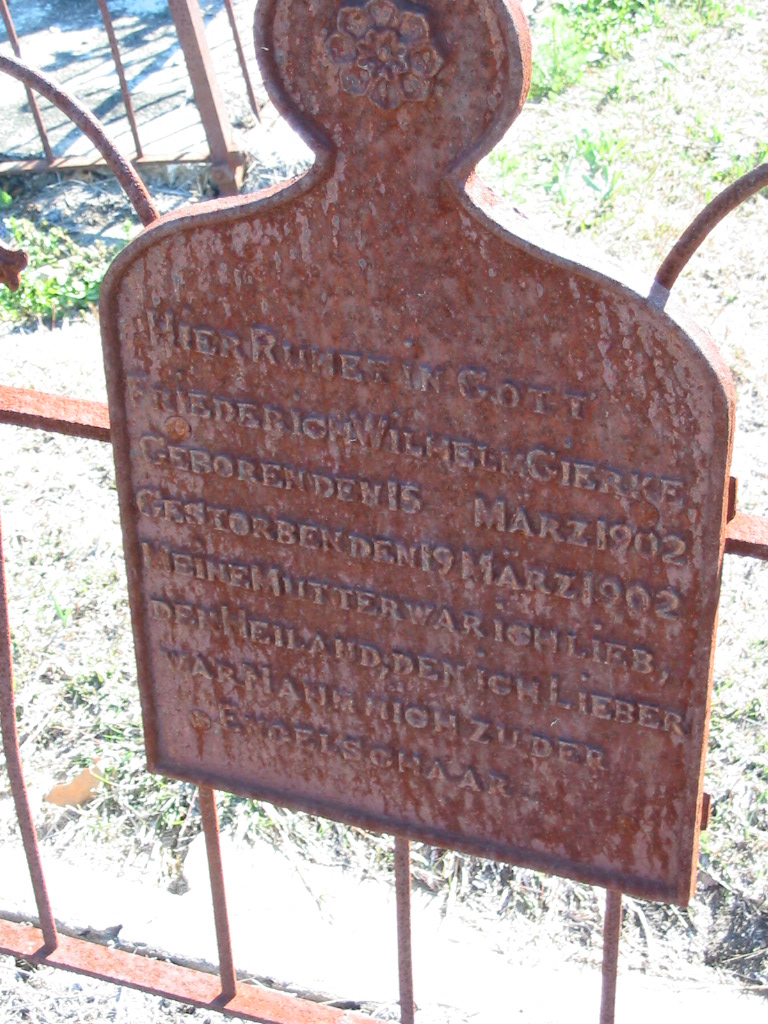 HIER RUHET IN GOTT
FRIEDERICH WILHELM GIERKE
GEBOREN DEN 15 MÄRZ 1902
GESTORBEN DEN 19 MÄRZ 1902
MEINE MUTTER WAR ICH LIEB,
DER HEILAND, DEN ICH LIEBER
WAR NAHM MICH ZU DER
ENGELSCHAAR